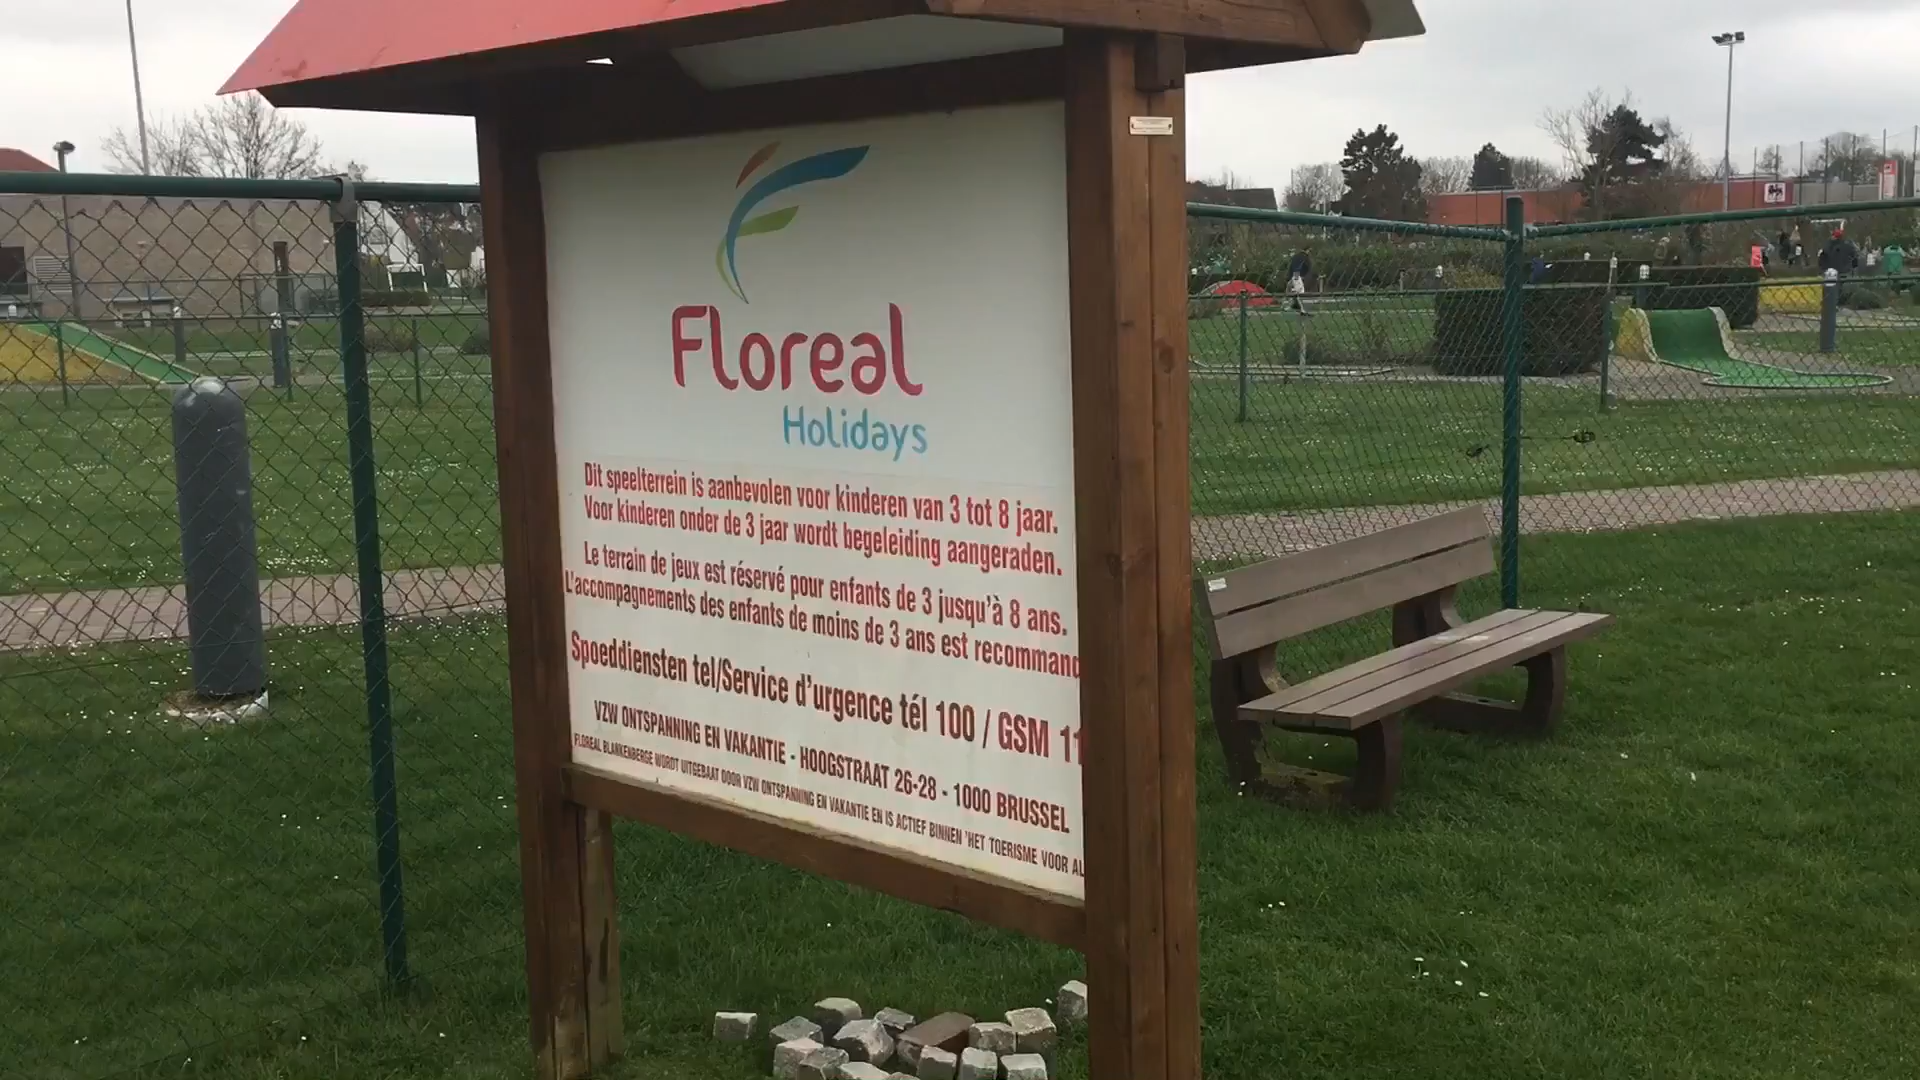 Floreal
Holidays
Dit speelterrein is aanbevolen voor kinderen van 3 tot 8 jaar.
Voor kinderen onder de 3 jaar wordt begeleiding aangeraden.
Le terrain de jeux est réservé pour enfants de 3 jusqu'à 8 ans.
L'accompagnements des enfants de moins de 3 ans est recommand
Spoeddiensten tel/Service d'urgence tél 100 / GSM 11
VZW ONTSPANNING EN VAKANTIE - HOOGSTRAAT 26-28 - 1000 BRUSSEL
FLOREAL BLANKENBERGE WORDT UITGEBAAT DOOR VZW ONTSPANNING EN VAKANTIE EN IS ACTIEF BINNEN 'HET TOERISME VOOR AL